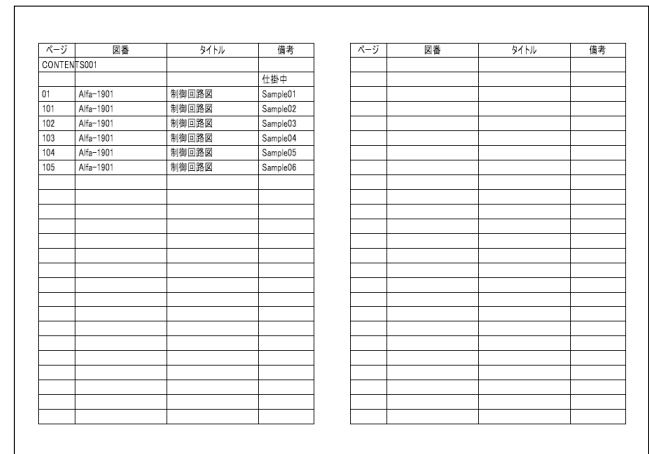 ページ 図番 タイトル 備考
CONTENTS001
仕掛中
01 Alfa-1901 制御回路図 Sample01
101 Alfa-1901 制御回路図 Sample02
102 Alfa-1901 制御回路図 Sample03
103 Alfa-1901 制御回路図 Sample04
104 Alfa-1901 制御回路図 Sample05
105 Alfa-1901 制御回路図 Sample06
ページ 図番 タイトル 備考